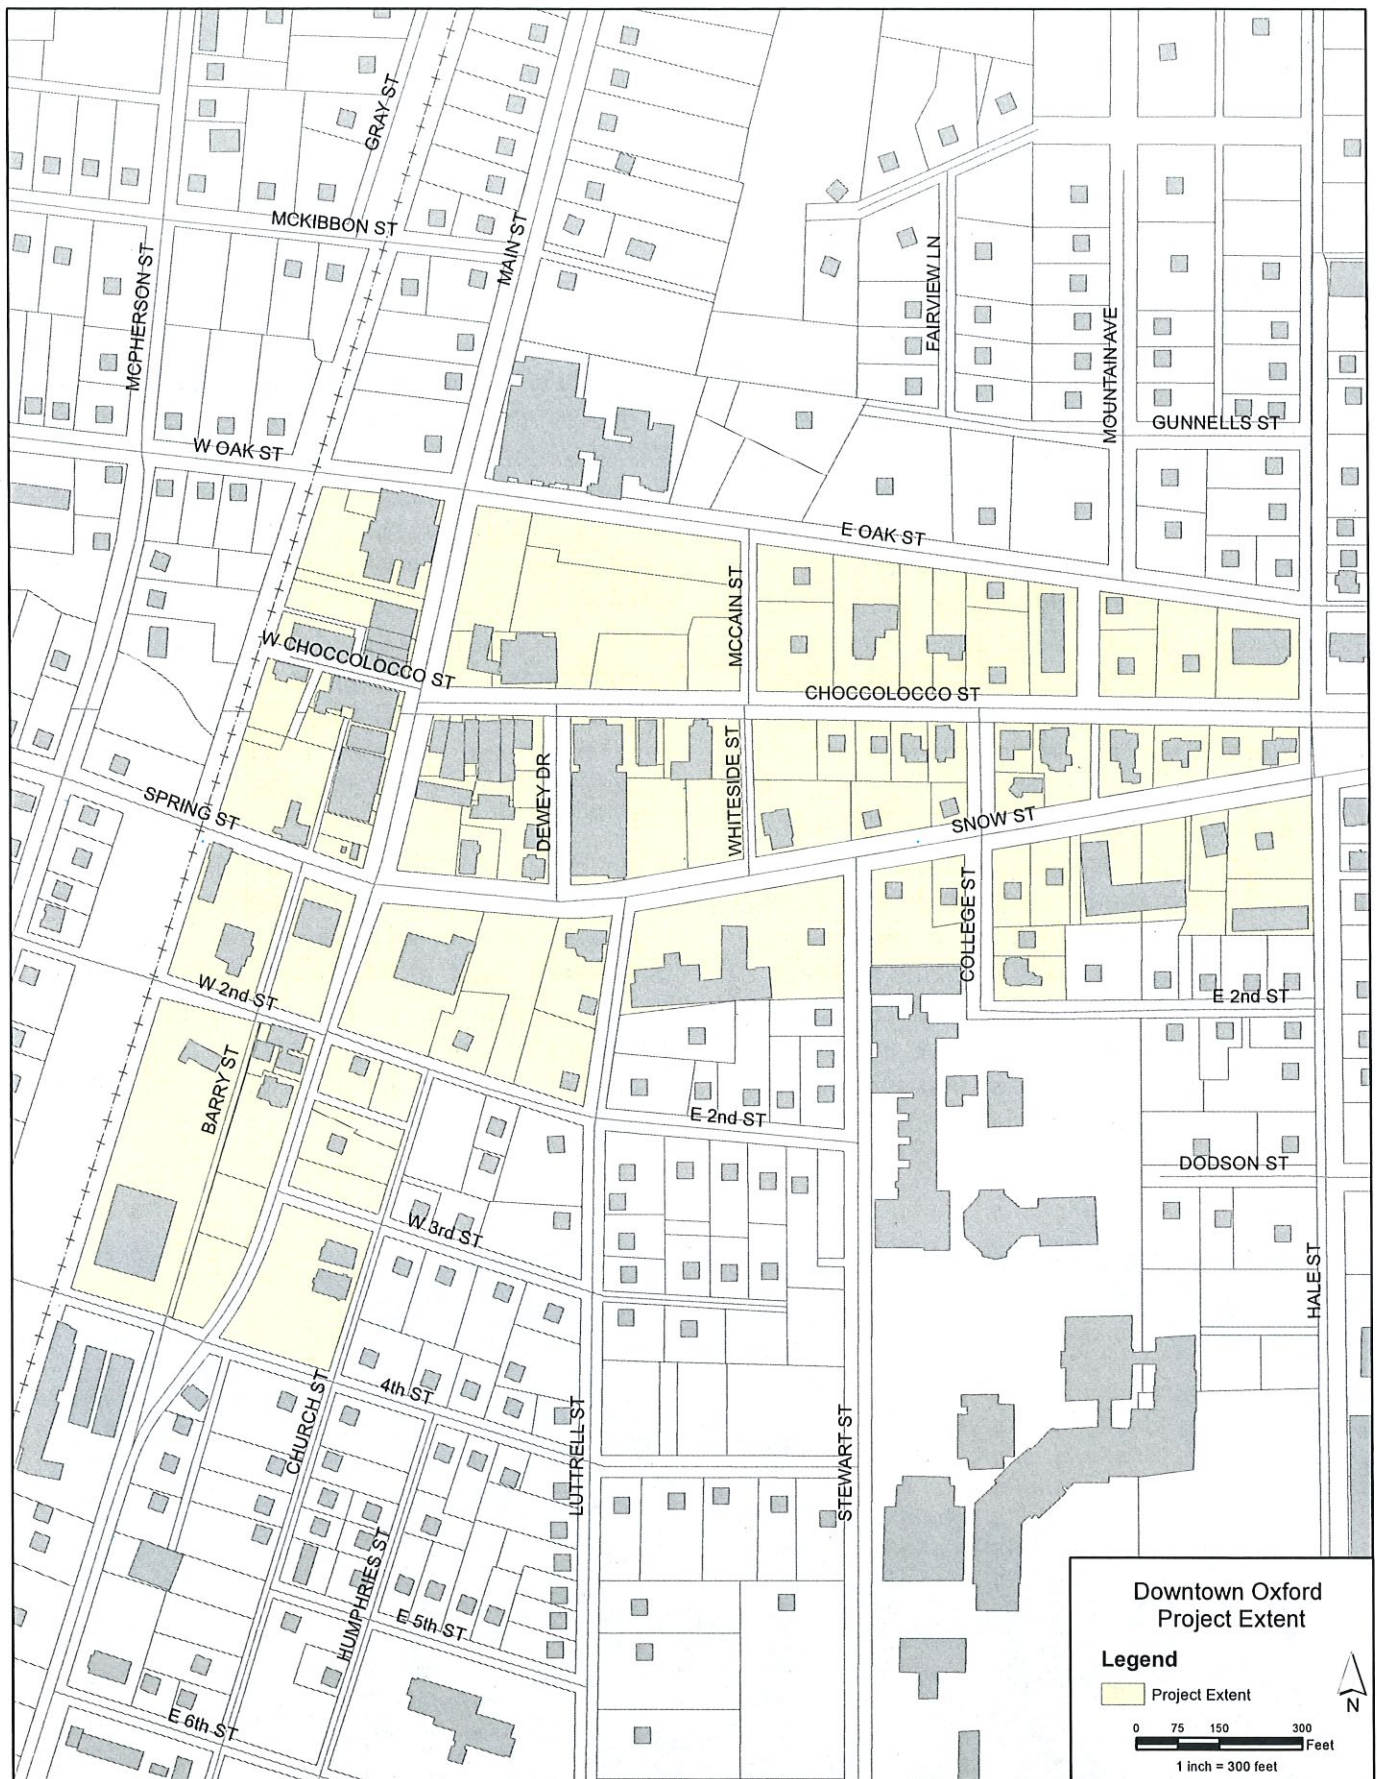 GRAY ST
MCKIBBON ST
MAIN ST
MCPHERSON ST
FAIRVIEW LN
MOUNTAIN AVE
GUNNELLS ST
W OAK ST
E OAK ST
MCCAIN ST
W CHOCCOLOCCO ST
CHOCCOLOCCO ST
DEWEY DR
WHITESIDE ST
SPRING ST
SNOW ST
COLLEGE ST
W 2nd ST
E 2nd ST
BARRY ST
E 2nd ST
DODSON ST
W 3rd ST
HALE ST
4th ST
CHURCH ST
LUTTRELL ST
STEWART ST
HUMPHRIES ST
E 5th ST
E 6th ST
Downtown Oxford
Project Extent
Legend
Project Extent
N
0 75 150 300
Feet
1 inch = 300 feet